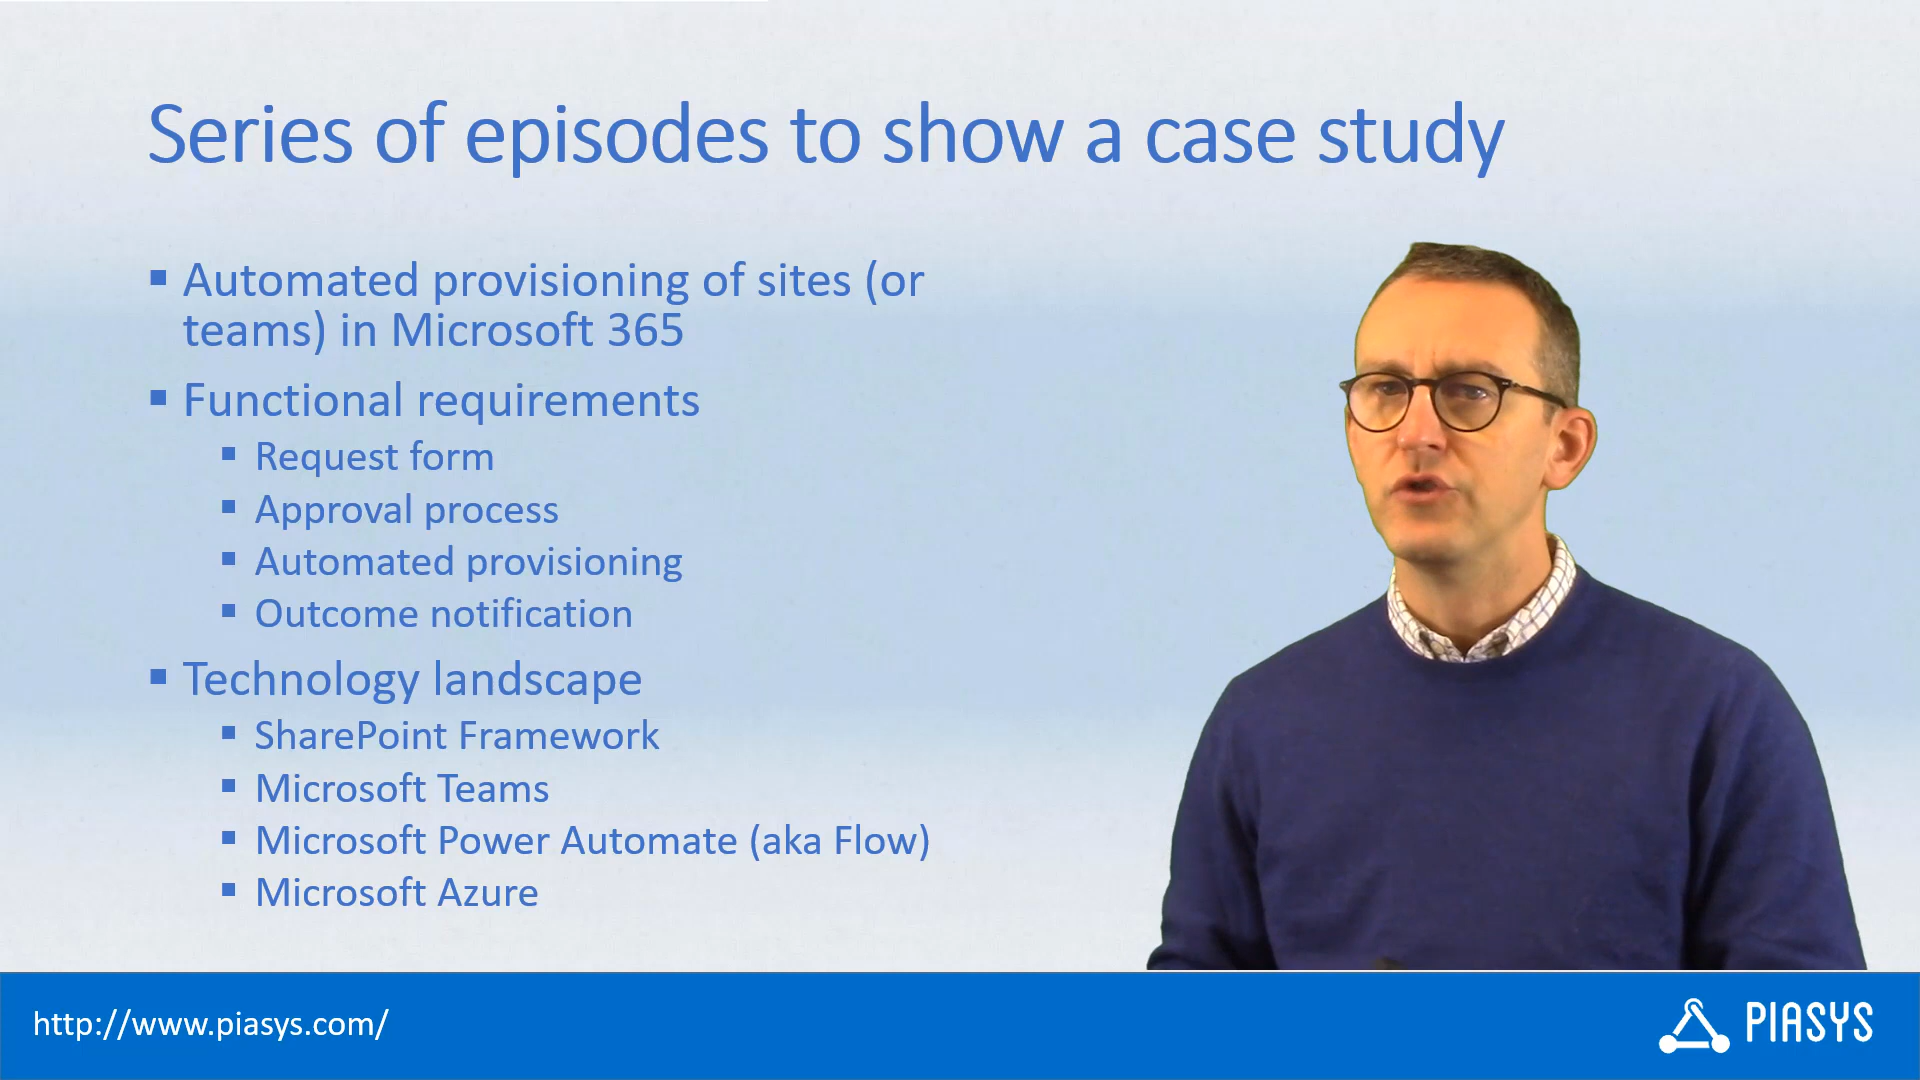 Series of episodes to show a case study
▪ Automated provisioning of sites (or
teams) in Microsoft 365
▪ Functional requirements
▪ Request form
▪ Approval process
▪ Automated provisioning
▪ Outcome notification
▪ Technology landscape
▪ SharePoint Framework
▪ Microsoft Teams
▪ Microsoft Power Automate (aka Flow)
▪ Microsoft Azure
http://www.piasys.com/
PIASYS